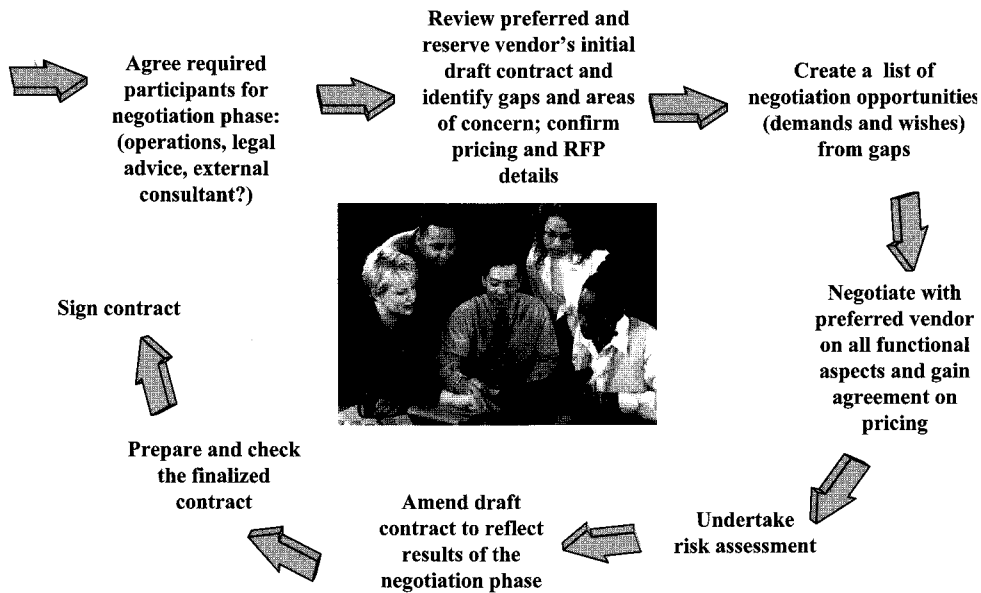 Agree required
participants for
negotiation phase:
(operations, legal
advice, external
consultant?)
Review preferred and
reserve vendor's initial
draft contract and
identify gaps and areas
of concern; confirm
pricing and RFP
details
Create a list of
negotiation opportunities
(demands and wishes)
from gaps
Negotiate with
preferred vendor
on all functional
aspects and gain
agreement on
pricing
Undertake
risk assessment
Amend draft
contract to reflect
results of the
negotiation phase
Prepare and check
the finalized
contract
Sign contract